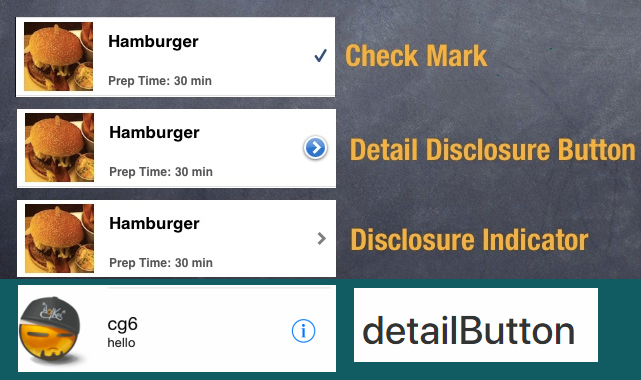 Hamburger
Prep Time: 30 min
Check Mark
Hamburger
Prep Time: 30 min
Detail Disclosure Button
Hamburger
Prep Time: 30 min
Disclosure Indicator
cg6
hello
i
detailButton